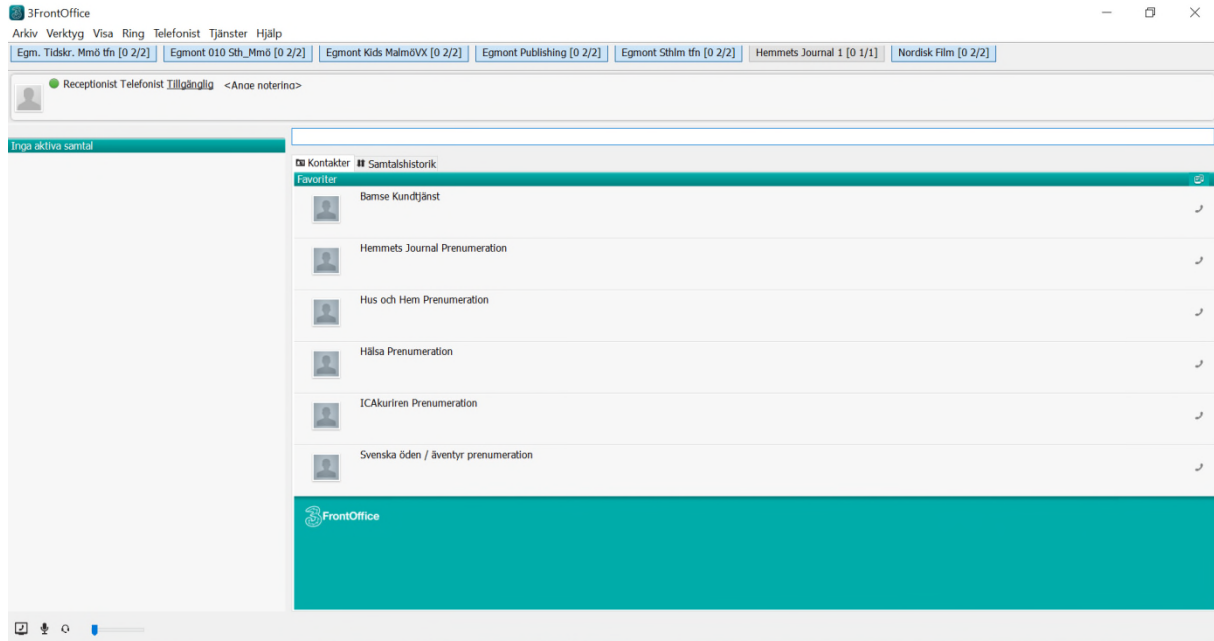 3FrontOffice
Arkiv Verktyg Visa Ring Telefonist Tjänster Hjälp
Egm. Tidskr. Mmö tfn [0 2/2] Egmont 010 Sth_Mmö [0 2/2] Egmont Kids MalmöVX [0 2/2] Egmont Publishing [0 2/2] Egmont Sthlm tfn [0 2/2] Hemmets Journal 1 [0 1/1] Nordisk Film [0 2/2]
Receptionist Telefonist Tillgänglig <Ange notering>
Inga aktiva samtal
Kontakter Samtalshistorik
Favoriter
Bamse Kundtjänst
Hemmets Journal Prenumeration
Hus och Hem Prenumeration
Hälsa Prenumeration
ICAkuriren Prenumeration
Svenska öden / äventyr prenumeration
3FrontOffice